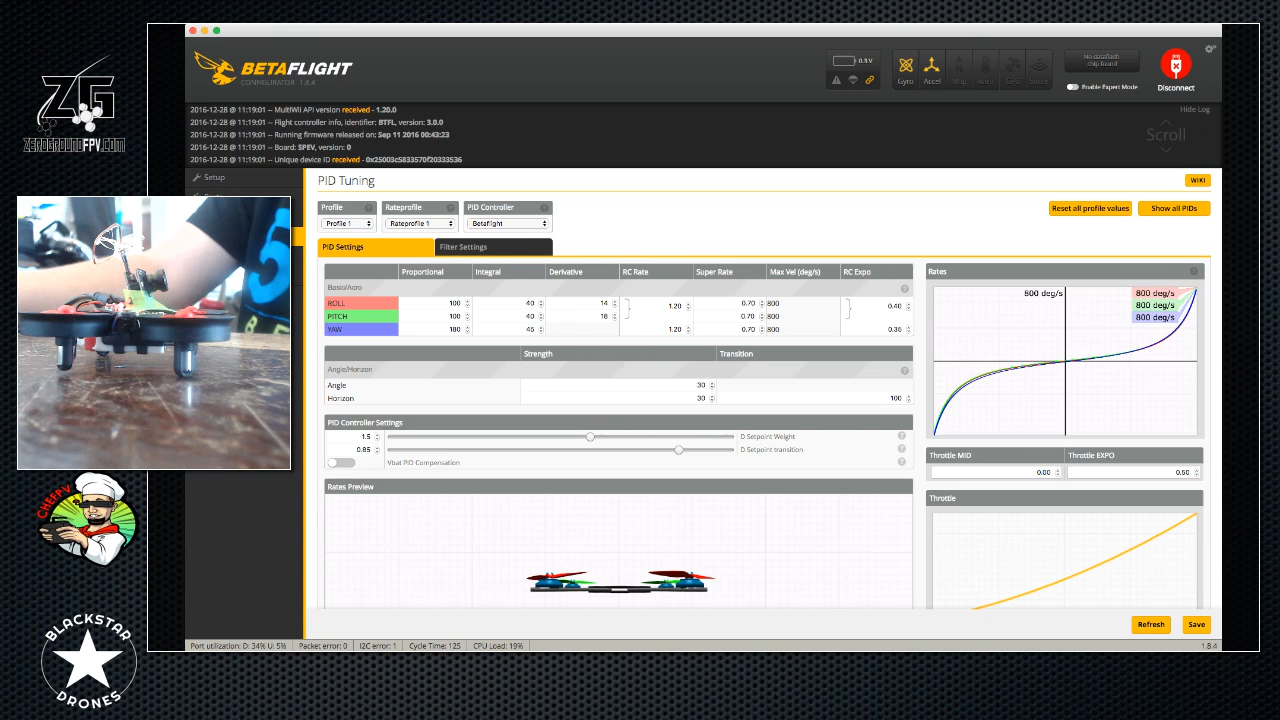 ZG
ZEROGROUNDFPV.COM
CHEFPV
BLACKSTAR
DRONES
BETAFLIGHT
CONFIGURATOR 1.8.4
0.3 V
Gyro
Accel
No dataflash
chip found
Enable Expert Mode
Disconnect
2016-12-28 @ 11:19:01 -- MultiWii API version received - 1.20.0
Hide Log
2016-12-28 @ 11:19:01 -- Flight controller info, identifier: BTFL, version: 3.0.0
2016-12-28 @ 11:19:01 -- Running firmware released on: Sep 11 2016 00:43:23
Scroll
2016-12-28 @ 11:19:01 -- Board: SPEV, version: 0
2016-12-28 @ 11:19:01 -- Unique device ID received - 0x25003c5833570f20333536
Setup
PID Tuning
WIKI
Profile
Rateprofile
PID Controller
Profile 1
Rateprofile 1
Betaflight
Reset all profile values
Show all PIDs
PID Settings
Filter Settings
Proportional Integral Derivative RC Rate Super Rate Max Vel (deg/s) RC Expo
Basic/Acro
ROLL 100 40 14 1.20 0.70 800 0.40
PITCH 100 40 18 0.70 800
YAW 180 45 1.20 0.70 800 0.35
Strength Transition
Angle/Horizon
Angle 30
Horizon 30 100
PID Controller Settings
1.5 D Setpoint Weight
0.85 D Setpoint transition
Vbat PID Compensation
Rates Preview
Rates
800 deg/s
800 deg/s
800 deg/s
800 deg/s
Throttle MID Throttle EXPO
0.00 0.50
Throttle
Refresh
Save
Port utilization: D: 34% U: 5% Packet error: 0 I2C error: 1 Cycle Time: 125 CPU Load: 19%
1.8.4